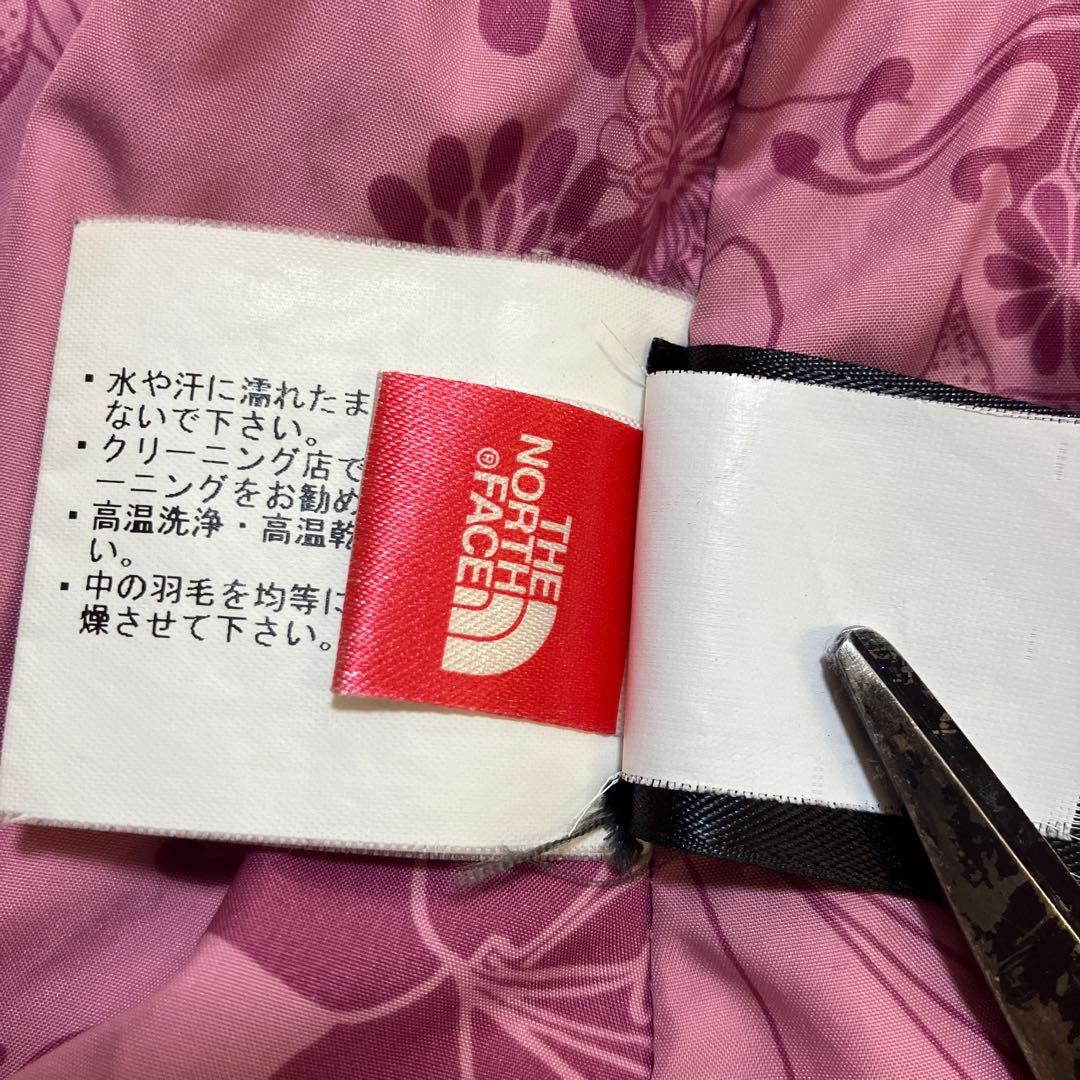 ・水や汗に濡れたま
ないで下さい。
・クリーニング店で
ーニングをお勧め
・高温洗浄・高温乾
い。
・中の羽毛を均等に
燥させて下さい。
THE
NORTH
FACE
®